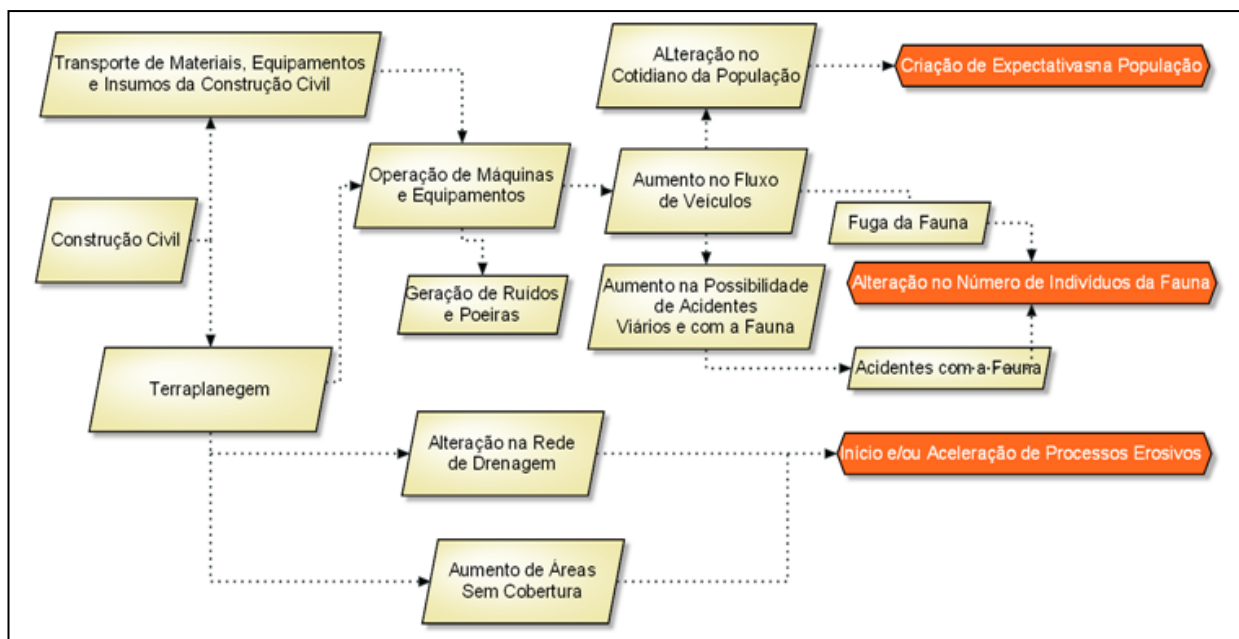 Transporte de Materiais, Equipamentos
e Insumos da Construção Civil
ALteração no
Cotidiano da População
Criação de Expectativasna População
Operação de Máquinas
e Equipamentos
Aumento no Fluxo
de Veículos
Fuga da Fauna
Construção Civil
Geração de Ruídos
e Poeiras
Aumento na Possibilidade
de Acidentes
Viários e com a Fauna
Alteração no Número de Indivíduos da Fauna
Terraplanegem
Acidentes com a Fauna
Alteração na Rede
de Drenagem
Início e/ou Aceleração de Processos Erosivos
Aumento de Áreas
Sem Cobertura